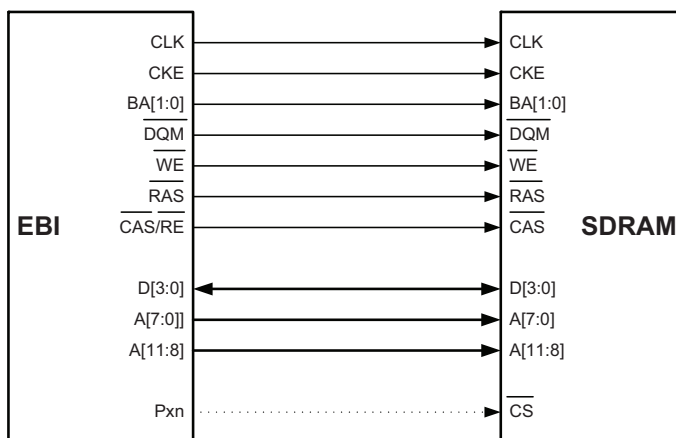 CLK CLK
CKE CKE
BA[1:0] BA[1:0]
DQM DQM
WE WE
RAS RAS
EBI CAS/RE CAS SDRAM
D[3:0] D[3:0]
A[7:0]] A[7:0]
A[11:8] A[11:8]
Pxn CS